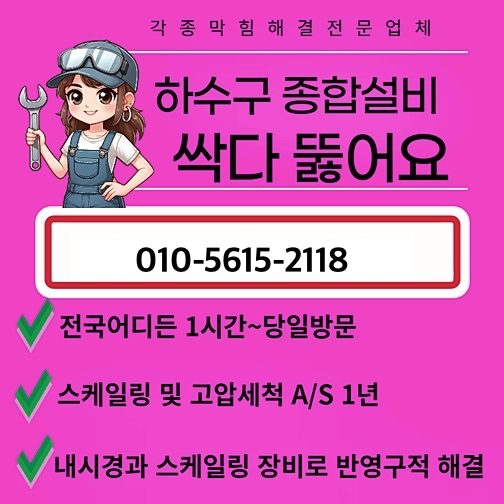 각종막힘해결전문업체
하수구 종합설비
싹다 뚫어요
010-5615-2118
전국어디든 1시간~당일방문
스케일링 및 고압세척 A/S 1년
내시경과 스케일링 장비로 반영구적 해결